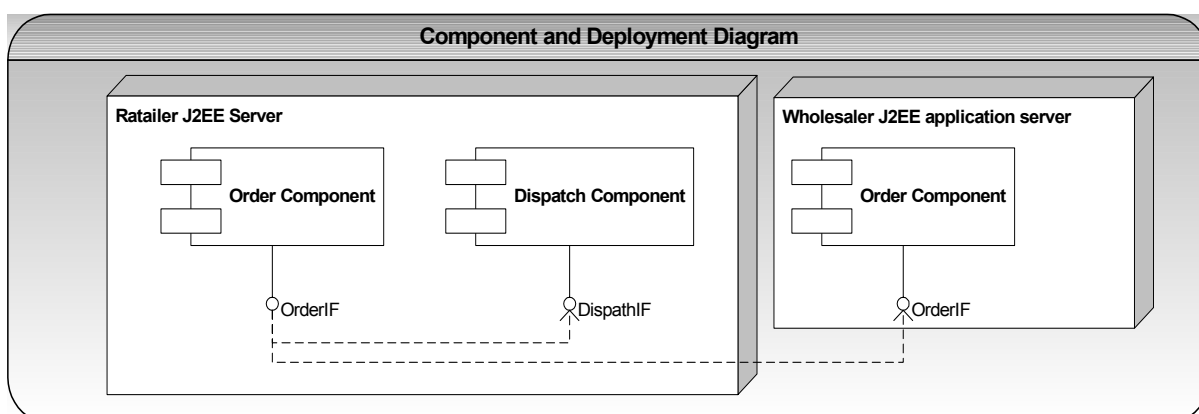 Component and Deployment Diagram
Ratailer J2EE Server
Wholesaler J2EE application server
Order Component
Dispatch Component
Order Component
OrderIF
DispathIF
OrderIF